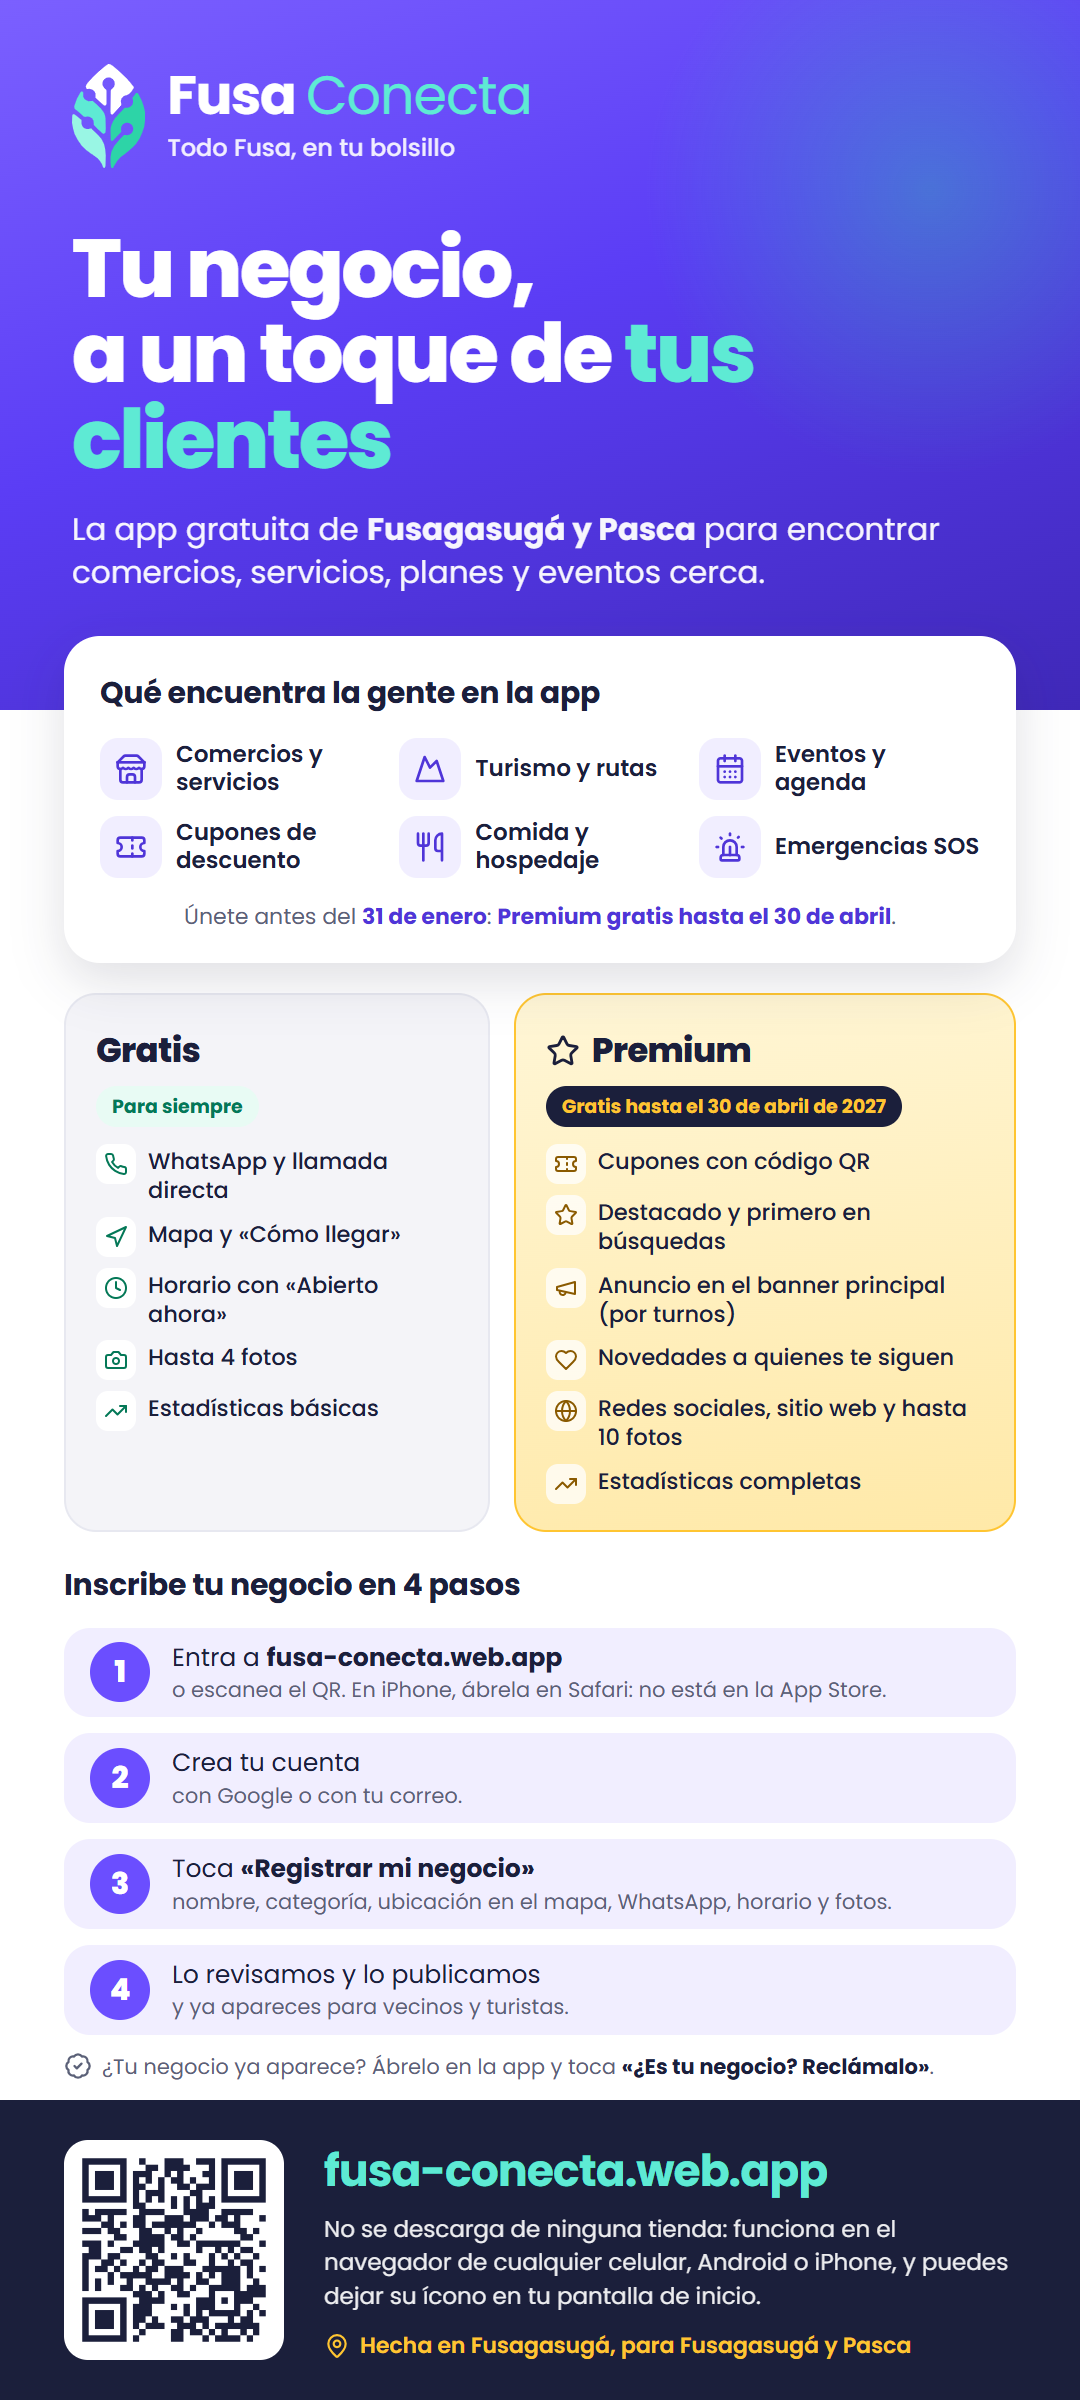 Fusa Conecta
Todo Fusa, en tu bolsillo
Tu negocio,
a un toque de tus
clientes
La app gratuita de Fusagasugá y Pasca para encontrar
comercios, servicios, planes y eventos cerca.
Qué encuentra la gente en la app
Comercios y
servicios
Turismo y rutas
Eventos y
agenda
Cupones de
descuento
Comida y
hospedaje
Emergencias SOS
Únete antes del 31 de enero: Premium gratis hasta el 30 de abril.
Gratis
Para siempre
WhatsApp y llamada
directa
Mapa y «Cómo llegar»
Horario con «Abierto
ahora»
Hasta 4 fotos
Estadísticas básicas
Premium
Gratis hasta el 30 de abril de 2027
Cupones con código QR
Destacado y primero en
búsquedas
Anuncio en el banner principal
(por turnos)
Novedades a quienes te siguen
Redes sociales, sitio web y hasta
10 fotos
Estadísticas completas
Inscribe tu negocio en 4 pasos
1
Entra a fusa-conecta.web.app
o escanea el QR. En iPhone, ábrela en Safari: no está en la App Store.
2
Crea tu cuenta
con Google o con tu correo.
3
Toca «Registrar mi negocio»
nombre, categoría, ubicación en el mapa, WhatsApp, horario y fotos.
4
Lo revisamos y lo publicamos
y ya apareces para vecinos y turistas.
¿Tu negocio ya aparece? Ábrelo en la app y toca «¿Es tu negocio? Reclámalo».
fusa-conecta.web.app
No se descarga de ninguna tienda: funciona en el
navegador de cualquier celular, Android o iPhone, y puedes
dejar su ícono en tu pantalla de inicio.
Hecha en Fusagasugá, para Fusagasugá y Pasca